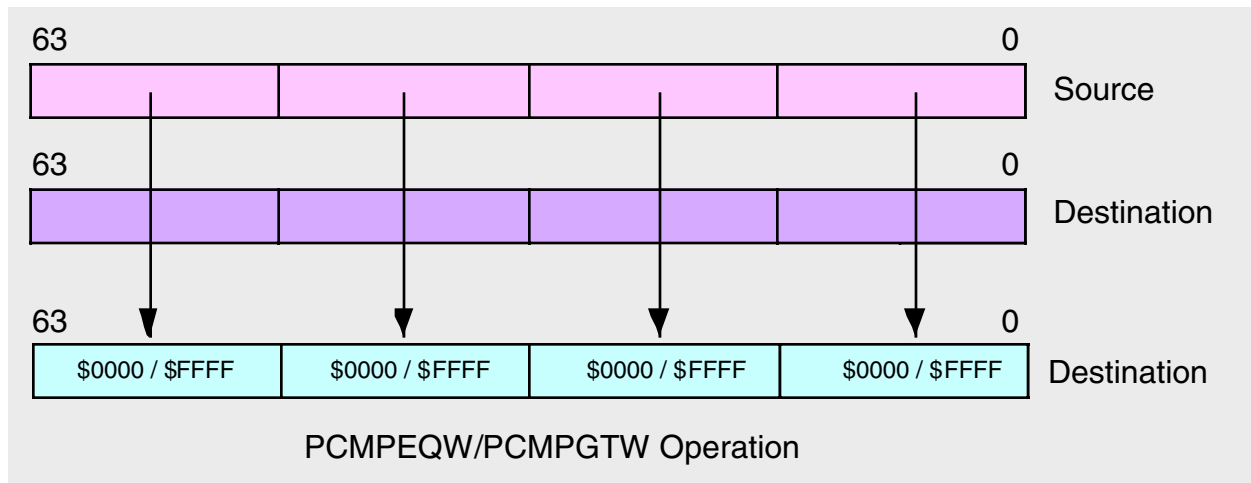 63 0
Source
63 0
Destination
63 0
$0000 / $FFFF $0000 / $FFFF $0000 / $FFFF $0000 / $FFFF Destination
PCMPEQW/PCMPGTW Operation